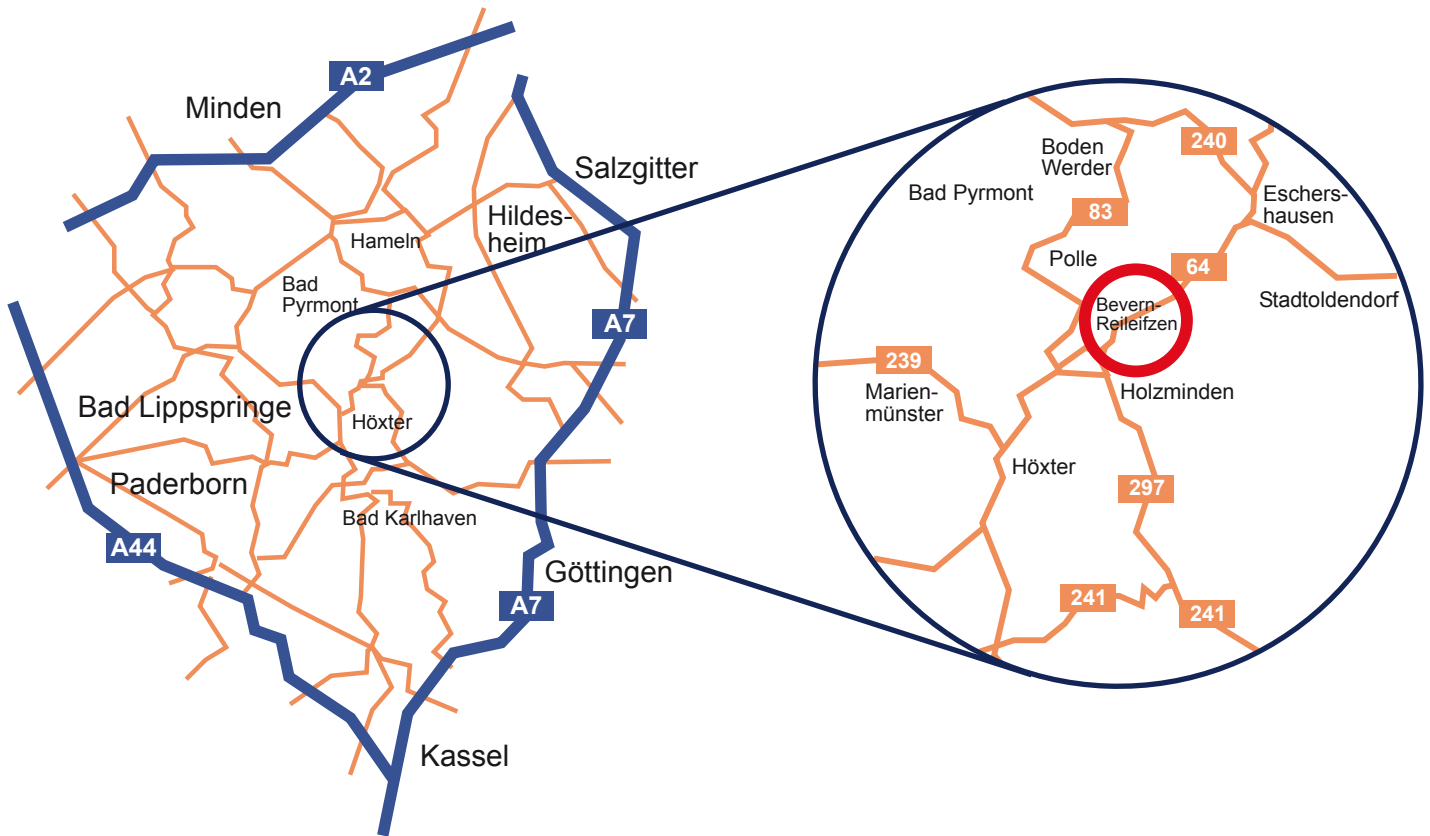 A2
Minden
Salzgitter
Hildes-
heim
Hameln
Bad
Pyrmont
A7
Bad Lippspringe
Höxter
Paderborn
Bad Karlhaven
A44
Göttingen
A7
Kassel
240
Boden
Werder
Bad Pyrmont
Eschers-
hausen
83
Polle
64
Stadtoldendorf
Bevern-
Reileifzen
239
Marien-
münster
Holzminden
Höxter
297
241
241